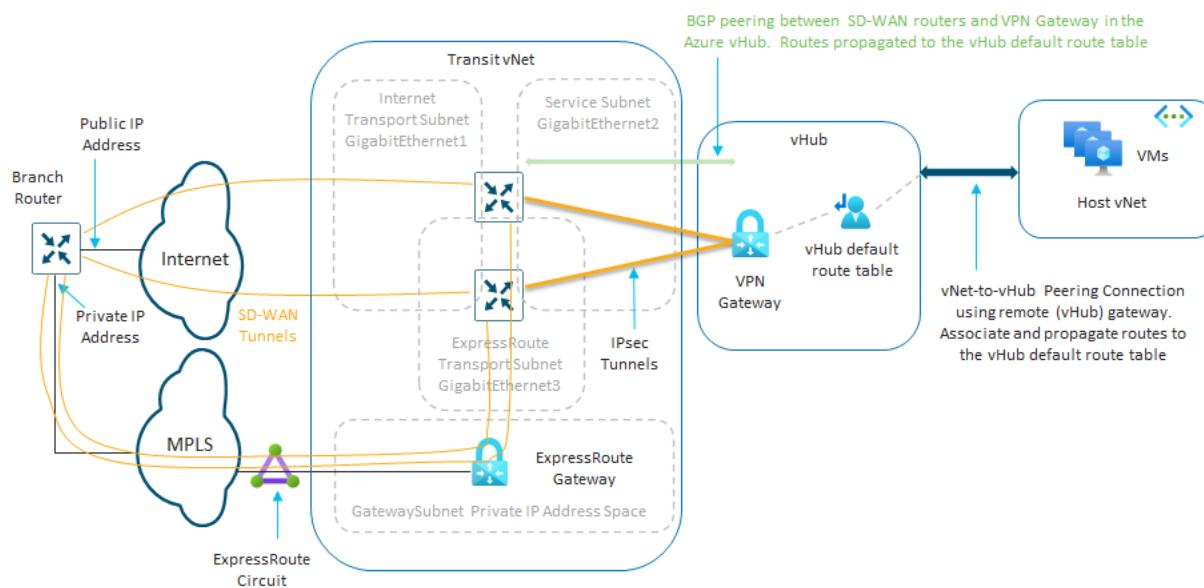 BGP peering between SD-WAN routers and VPN Gateway in the
Azure vHub. Routes propagated to the vHub default route table
Transit vNet
Internet
Transport Subnet
GigabitEthernet1
Service Subnet
GigabitEthernet2
Public IP
Address
vHub
VMs
Host vNet
Branch
Router
Internet
vHub default
route table
VPN
Gateway
Private IP
Address
SD-WAN
Tunnels
ExpressRoute
Transport Subnet
GigabitEthernet3
IPsec
Tunnels
vNet-to-vHub Peering Connection
using remote (vHub) gateway.
Associate and propagate routes to
the vHub default route table
MPLS
ExpressRoute
Gateway
GatewaySubnet Private IP Address Space
ExpressRoute
Circuit